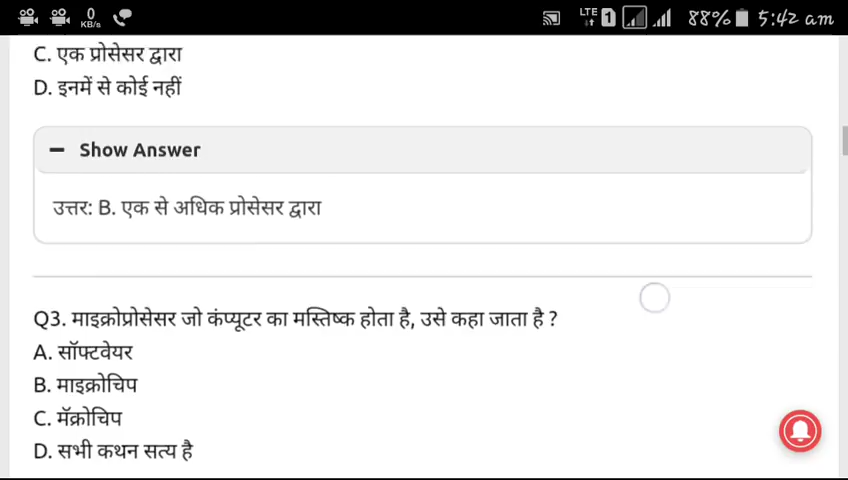 0
KB/s
LTE
1
88%
5:42 am
C. एक प्रोसेसर द्वारा
D. इनमें से कोई नहीं
Show Answer
उत्तर: B. एक से अधिक प्रोसेसर द्वारा
Q3. माइक्रोप्रोसेसर जो कंप्यूटर का मस्तिष्क होता है, उसे कहा जाता है ?
A. सॉफ्टवेयर
B. माइक्रोचिप
C. मॅक्रोचिप
D. सभी कथन सत्य है